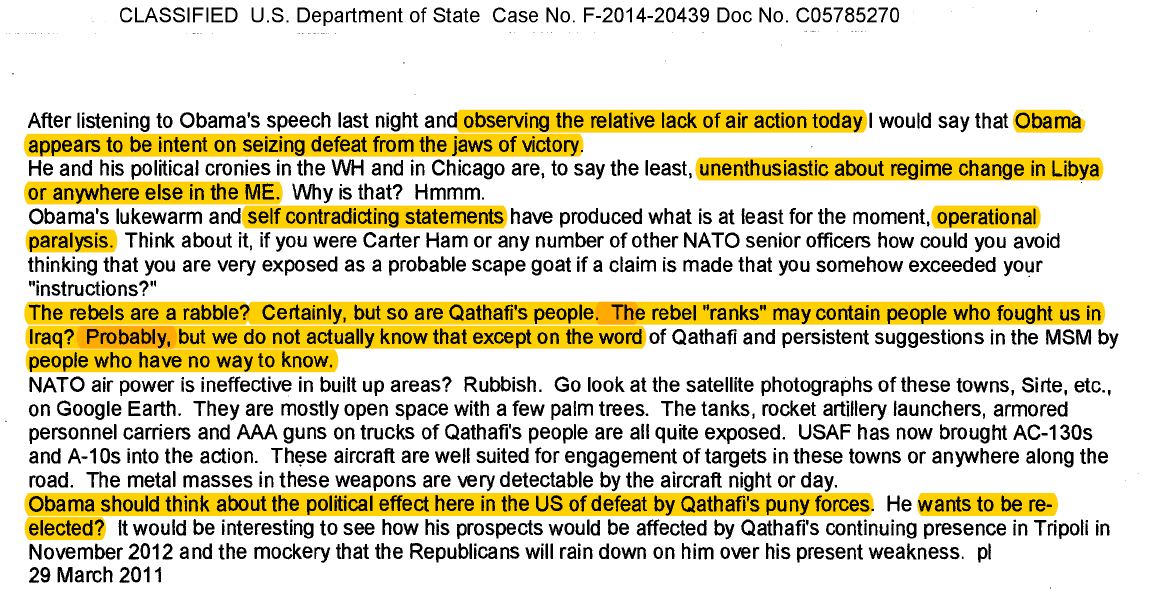 CLASSIFIED U.S. Department of State Case No. F-2014-20439 Doc No. C05785270
After listening to Obama's speech last night and observing the relative lack of air action today I would say that Obama
appears to be intent on seizing defeat from the jaws of victory.
He and his political cronies in the WH and in Chicago are, to say the least, unenthusiastic about regime change in Libya
or anywhere else in the ME. Why is that? Hmmm.
Obama's lukewarm and self contradicting statements have produced what is at least for the moment, operational
paralysis. Think about it, if you were Carter Ham or any number of other NATO senior officers how could you avoid
thinking that you are very exposed as a probable scape goat if a claim is made that you somehow exceeded your
"instructions?"
The rebels are a rabble? Certainly, but so are Qathafi's people. The rebel "ranks" may contain people who fought us in
Iraq? Probably, but we do not actually know that except on the word of Qathafi and persistent suggestions in the MSM by
people who have no way to know.
NATO air power is ineffective in built up areas? Rubbish. Go look at the satellite photographs of these towns, Sirte, etc.,
on Google Earth. They are mostly open space with a few palm trees. The tanks, rocket artillery launchers, armored
personnel carriers and AAA guns on trucks of Qathafi's people are all quite exposed. USAF has now brought AC-130s
and A-10s into the action. These aircraft are well suited for engagement of targets in these towns or anywhere along the
road. The metal masses in these weapons are very detectable by the aircraft night or day.
Obama should think about the political effect here in the US of defeat by Qathafi's puny forces. He wants to be re-
elected? It would be interesting to see how his prospects would be affected by Qathafi's continuing presence in Tripoli in
November 2012 and the mockery that the Republicans will rain down on him over his present weakness. pl
29 March 2011